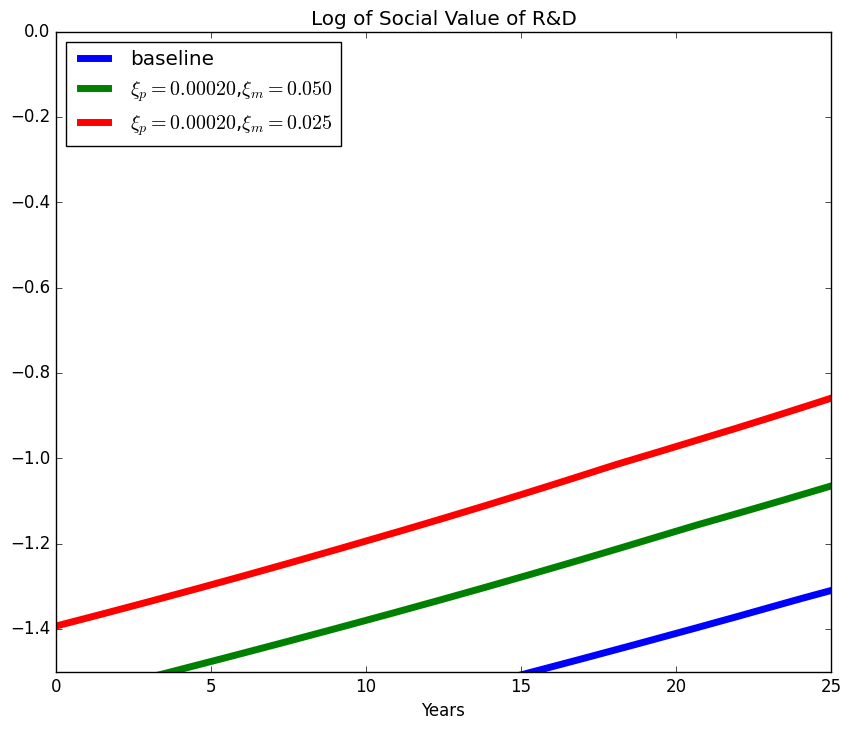 Log of Social Value of R&D
baseline
ξp = 0.00020,ξm = 0.050
ξp = 0.00020,ξm = 0.025
0.0
−0.2
−0.4
−0.6
−0.8
−1.0
−1.2
−1.4
0 5 10 15 20 25
Years